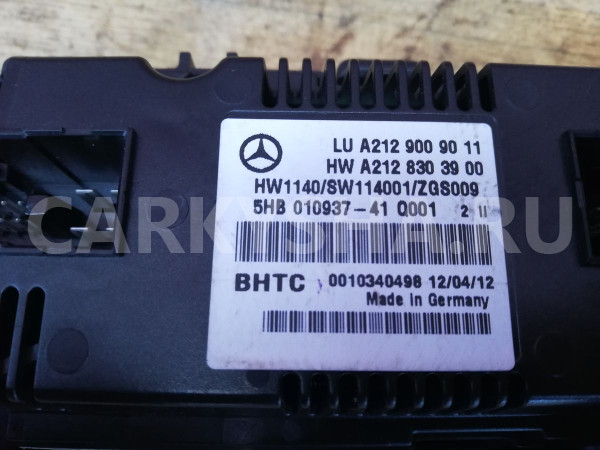 LU A212 900 90 11
HW A212 830 39 00
HW1140/SW114001/ZGS009
5HB 010937-41 Q001 2 II
CARKUSHA.RU
BHTC 0010340498 12/04/12
Made in Germany